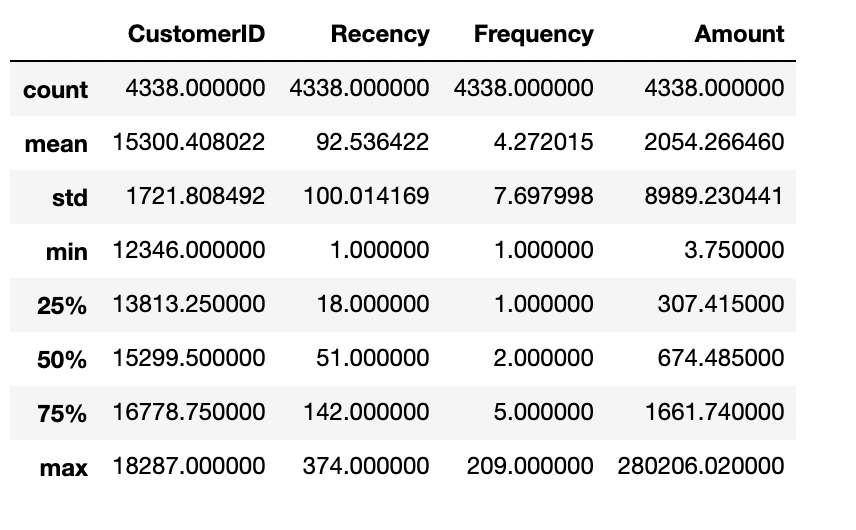 CustomerID Recency Frequency Amount
count 4338.000000 4338.000000 4338.000000 4338.000000
mean 15300.408022 92.536422 4.272015 2054.266460
std 1721.808492 100.014169 7.697998 8989.230441
min 12346.000000 1.000000 1.000000 3.750000
25% 13813.250000 18.000000 1.000000 307.415000
50% 15299.500000 51.000000 2.000000 674.485000
75% 16778.750000 142.000000 5.000000 1661.740000
max 18287.000000 374.000000 209.000000 280206.020000